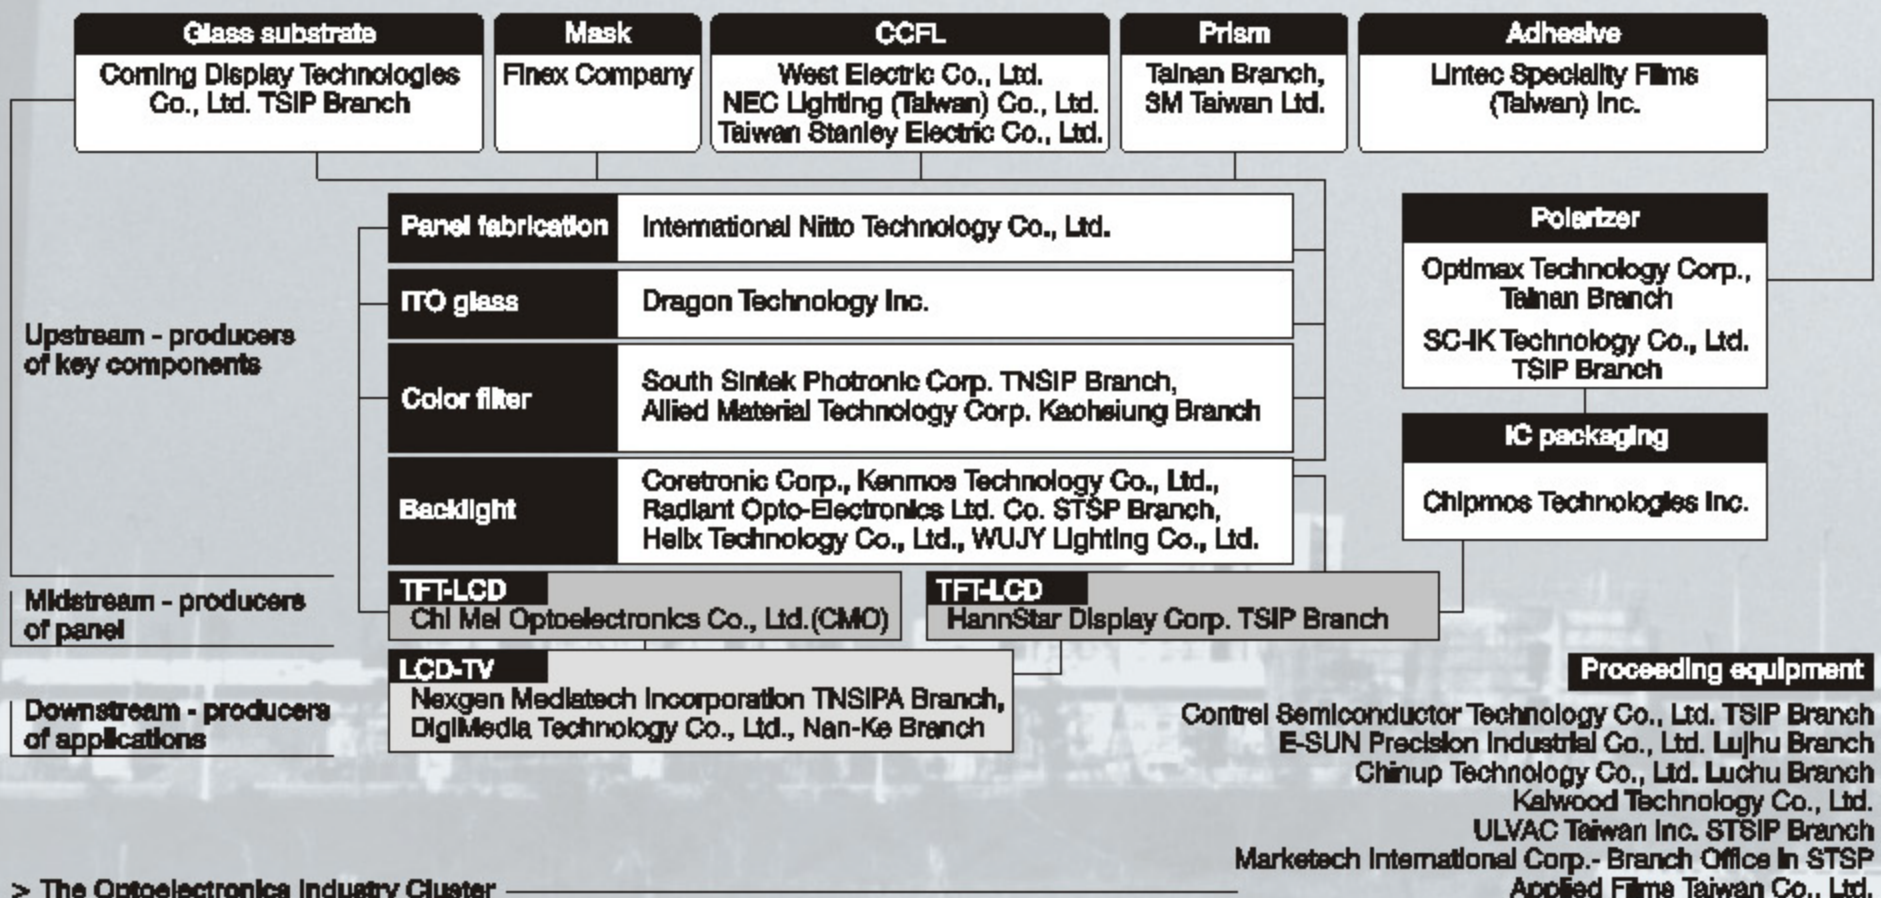 Glass substrate
Corning Display Technologies
Co., Ltd. TSIP Branch
Mask
Finex Company
CCFL
West Electric Co., Ltd.
NEC Lighting (Taiwan) Co., Ltd.
Taiwan Stanley Electric Co., Ltd.
Prism
Tainan Branch,
3M Taiwan Ltd.
Adhesive
Lintec Speciality Films
(Taiwan) Inc.
Upstream - producers
of key components
Panel fabrication
International Nitto Technology Co., Ltd.
ITO glass
Dragon Technology Inc.
Color filter
South Sintek Photronic Corp. TNSIP Branch,
Allied Material Technology Corp. Kaohsiung Branch
Backlight
Coretronic Corp., Kenmos Technology Co., Ltd.,
Radiant Opto-Electronics Ltd. Co. STSP Branch,
Helix Technology Co., Ltd., WUJY Lighting Co., Ltd.
Polarizer
Optimax Technology Corp.,
Tainan Branch
SC-IK Technology Co., Ltd.
TSIP Branch
IC packaging
Chipmos Technologies Inc.
Midstream - producers
of panel
TFT-LCD
Chi Mei Optoelectronics Co., Ltd.(CMO)
TFT-LCD
HannStar Display Corp. TSIP Branch
Downstream - producers
of applications
LCD-TV
Nexgen Mediatech Incorporation TNSIPA Branch,
DigiMedia Technology Co., Ltd., Nan-Ke Branch
Proceeding equipment
Contrel Semiconductor Technology Co., Ltd. TSIP Branch
E-SUN Precision Industrial Co., Ltd. Lujhu Branch
Chinup Technology Co., Ltd. Luchu Branch
Kalwood Technology Co., Ltd.
ULVAC Taiwan Inc. STSIP Branch
Marketech International Corp.- Branch Office in STSP
Applied Films Taiwan Co., Ltd.
> The Optoelectronics Industry Cluster